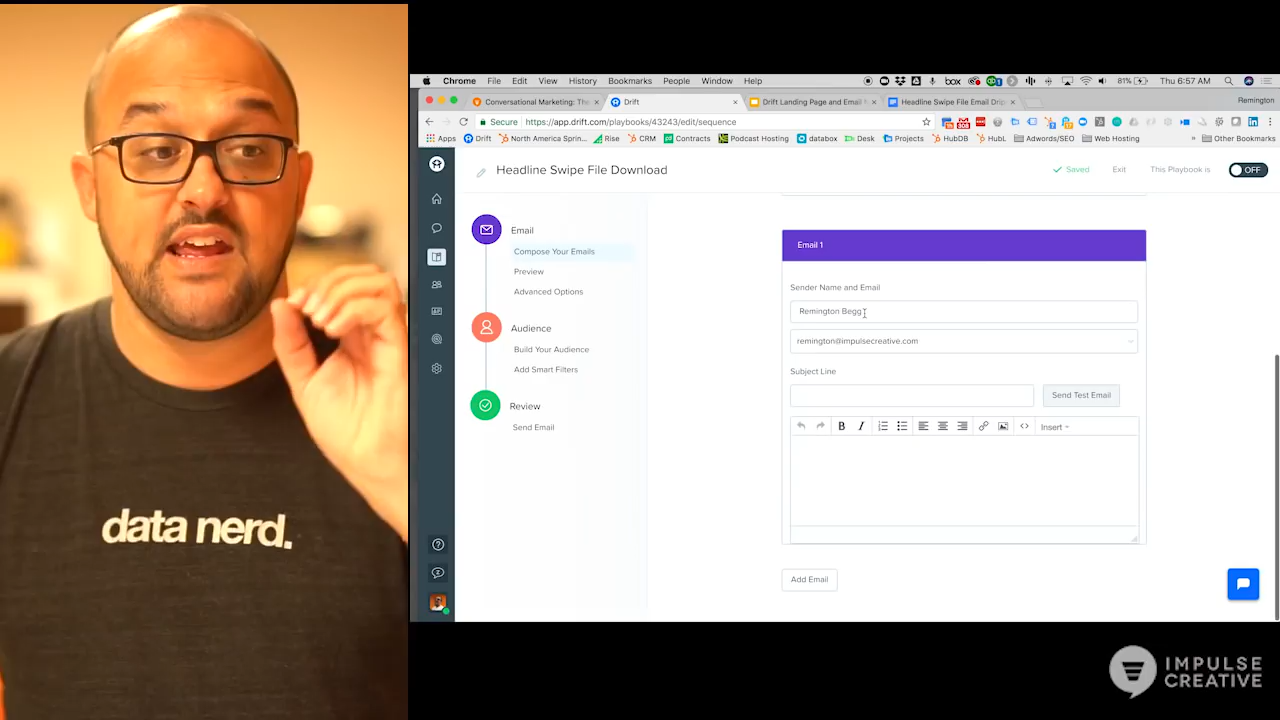 data nerd.
Chrome File Edit View History Bookmarks People Window Help
box
81%
Thu 6:57 AM
Conversational Marketing: The
Drift
Drift Landing Page and Email
Headline Swipe File Email Drip
Remington
Secure
https://app.drift.com/playbooks/43243/edit/sequence
Apps Drift North America Sprin... Rise CRM Contracts Podcast Hosting databox Desk Projects HubDB HubL Adwords/SEO Web Hosting » Other Bookmarks
Headline Swipe File Download
Saved
Exit
This Playbook is
OFF
Email
Compose Your Emails
Preview
Advanced Options
Audience
Build Your Audience
Add Smart Filters
Review
Send Email
Email 1
Sender Name and Email
Remington Begg
remington@impulsecreative.com
Subject Line
Send Test Email
B I
Insert
Add Email
IMPULSE
CREATIVE